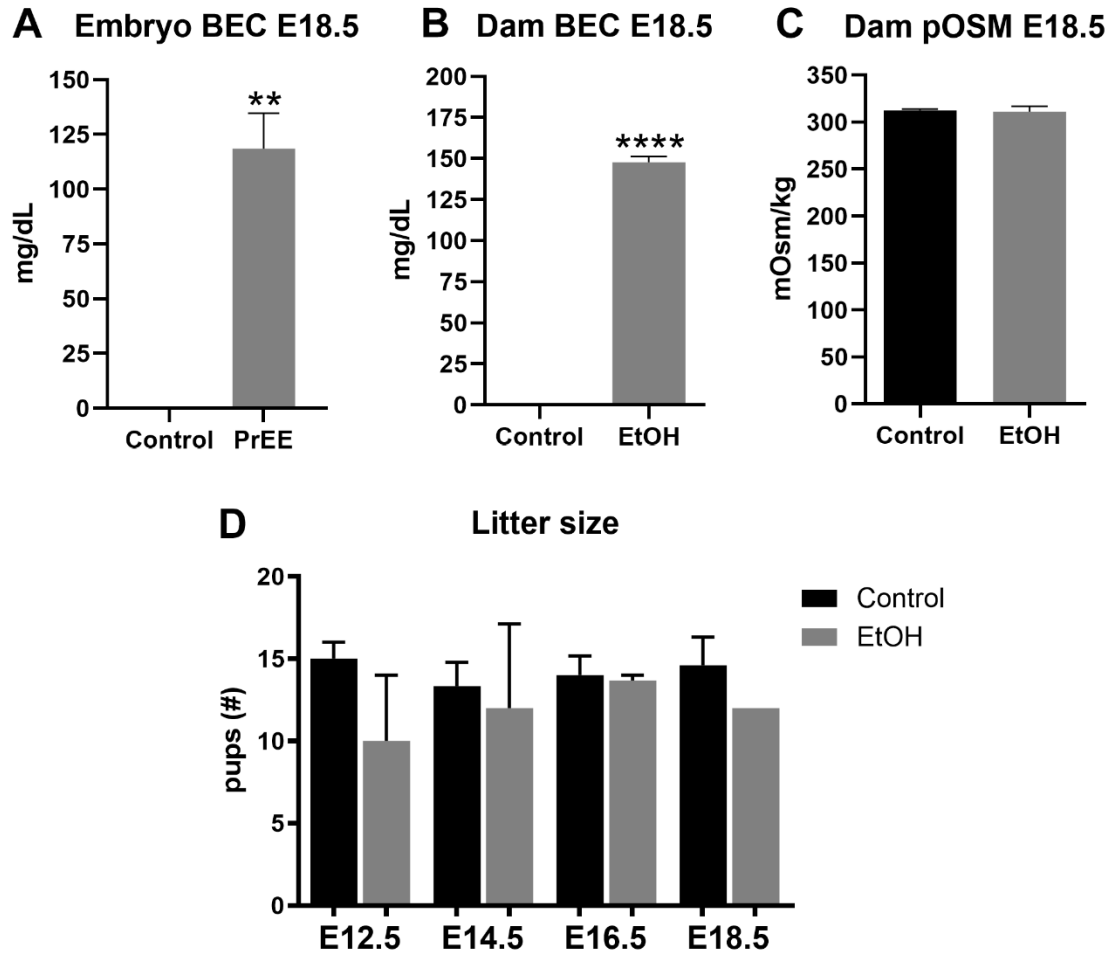 A Embryo BEC E18.5
mg/dL
150
125
100
75
50
25
0
**
Control PrEE
B Dam BEC E18.5
mg/dL
200
175
150
125
100
75
50
25
0
****
Control EtOH
C Dam pOSM E18.5
mOsm/kg
350
300
250
200
150
100
50
0
Control EtOH
D Litter size
pups (#)
20
15
10
5
0
E12.5 E14.5 E16.5 E18.5
Control
EtOH